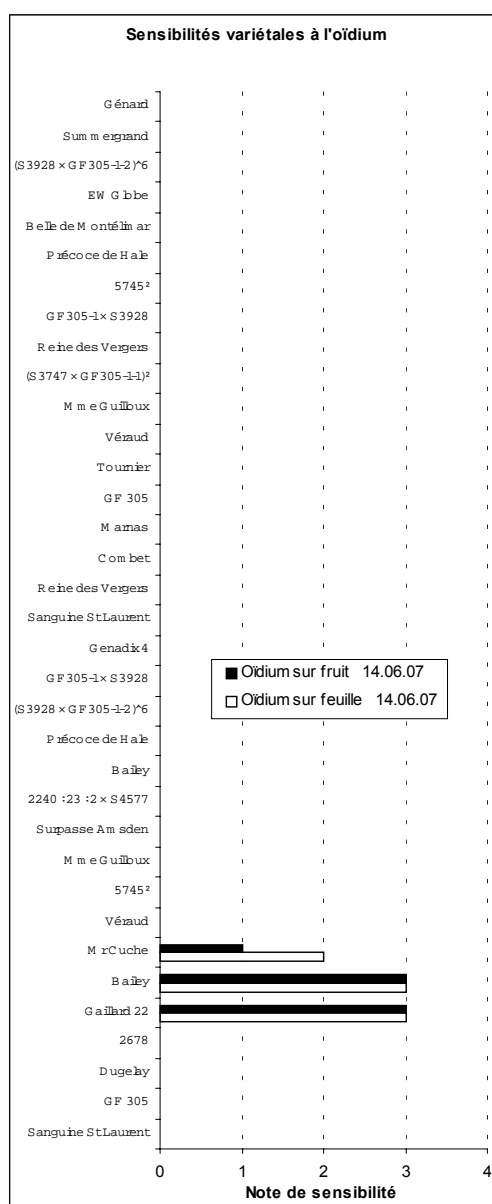 Sensibilités variétales à l'oïdium
Génard
Summergrand
(S3928 × GF305-1-2)^6
EW Globe
Belle de Montélimar
Précoce de Hale
5745²
GF305-1 × S3928
Reine des Vergers
(S3747 × GF305-1-1)²
Mme Guilloux
Véraud
Tournier
GF 305
Marnas
Combet
Reine des Vergers
Sanguine St Laurent
Genadix 4
GF305-1 × S3928
(S3928 × GF305-1-2)^6
Précoce de Hale
Bailey
2240 :23 :2 × S4577
Surpasse Amsden
Mme Guilloux
5745²
Véraud
Mr Cuche
Bailey
Gaillard 22
2678
Dugelay
GF 305
Sanguine St Laurent
Oïdium sur fruit 14.06.07
Oïdium sur feuille 14.06.07
0 1 2 3 4
Note de sensibilité